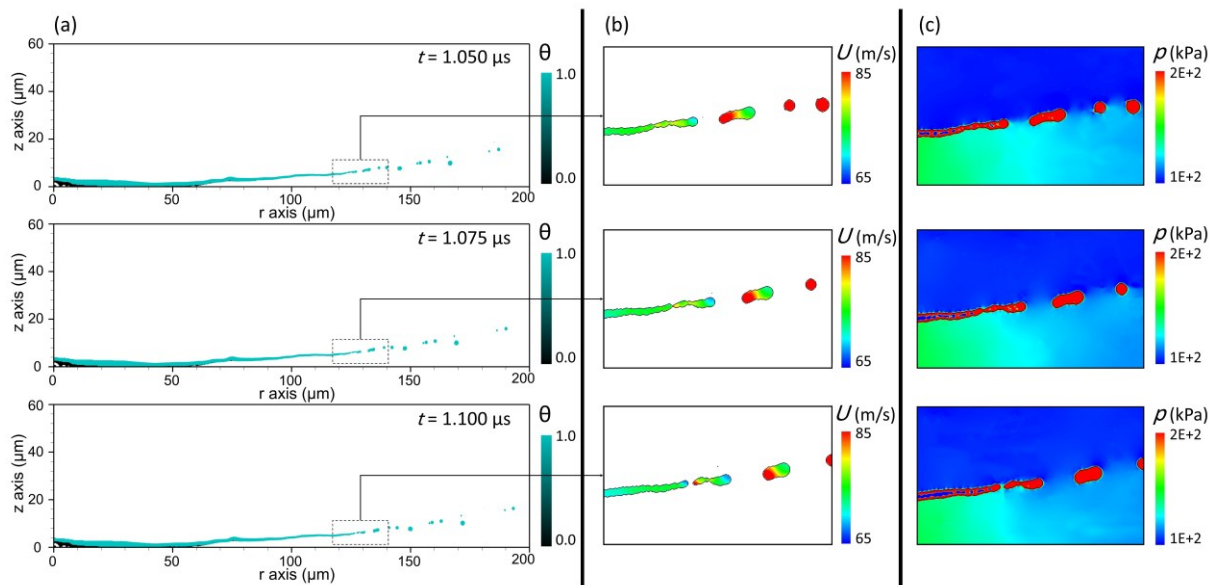 (a)
(b)
(c)
60
40
20
0
z axis (µm)
t = 1.050 µs
θ
1.0
0.0
0
50
100
150
200
r axis (µm)
U (m/s)
85
65
p (kPa)
2E+2
1E+2
60
40
20
0
z axis (µm)
t = 1.075 µs
θ
1.0
0.0
0
50
100
150
200
r axis (µm)
U (m/s)
85
65
p (kPa)
2E+2
1E+2
60
40
20
0
z axis (µm)
t = 1.100 µs
θ
1.0
0.0
0
50
100
150
200
r axis (µm)
U (m/s)
85
65
p (kPa)
2E+2
1E+2